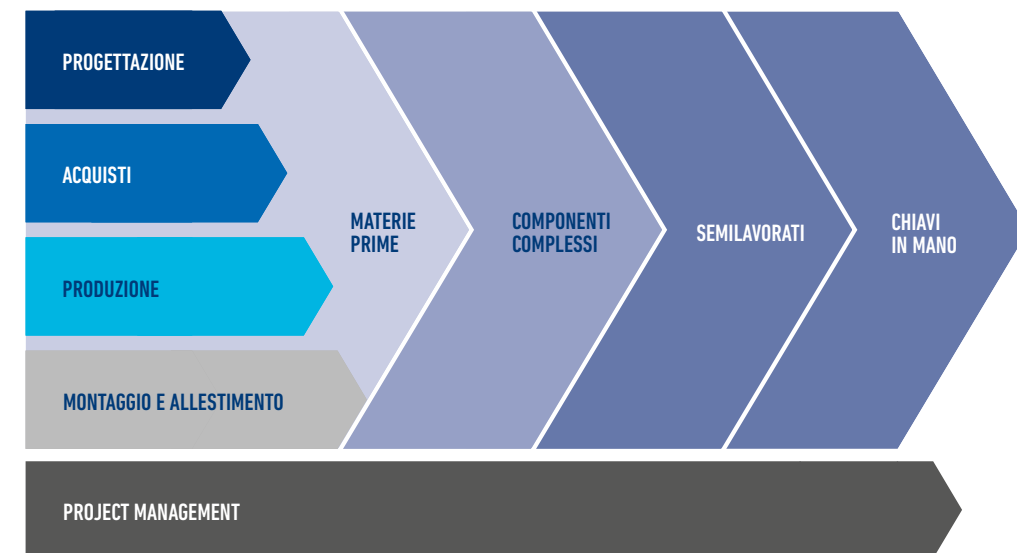 PROGETTAZIONE
ACQUISTI
PRODUZIONE
MONTAGGIO E ALLESTIMENTO
MATERIE
PRIME
COMPONENTI
COMPLESSI
SEMILAVORATI
CHIAVI
IN MANO
PROJECT MANAGEMENT